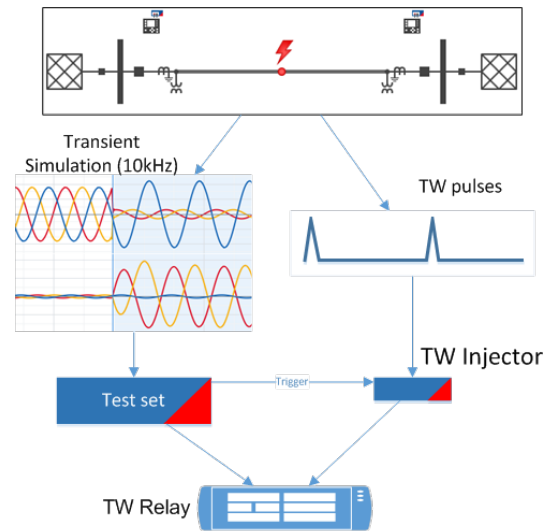 Transient
Simulation (10kHz)
TW pulses
TW Injector
Test set
Trigger
TW Relay